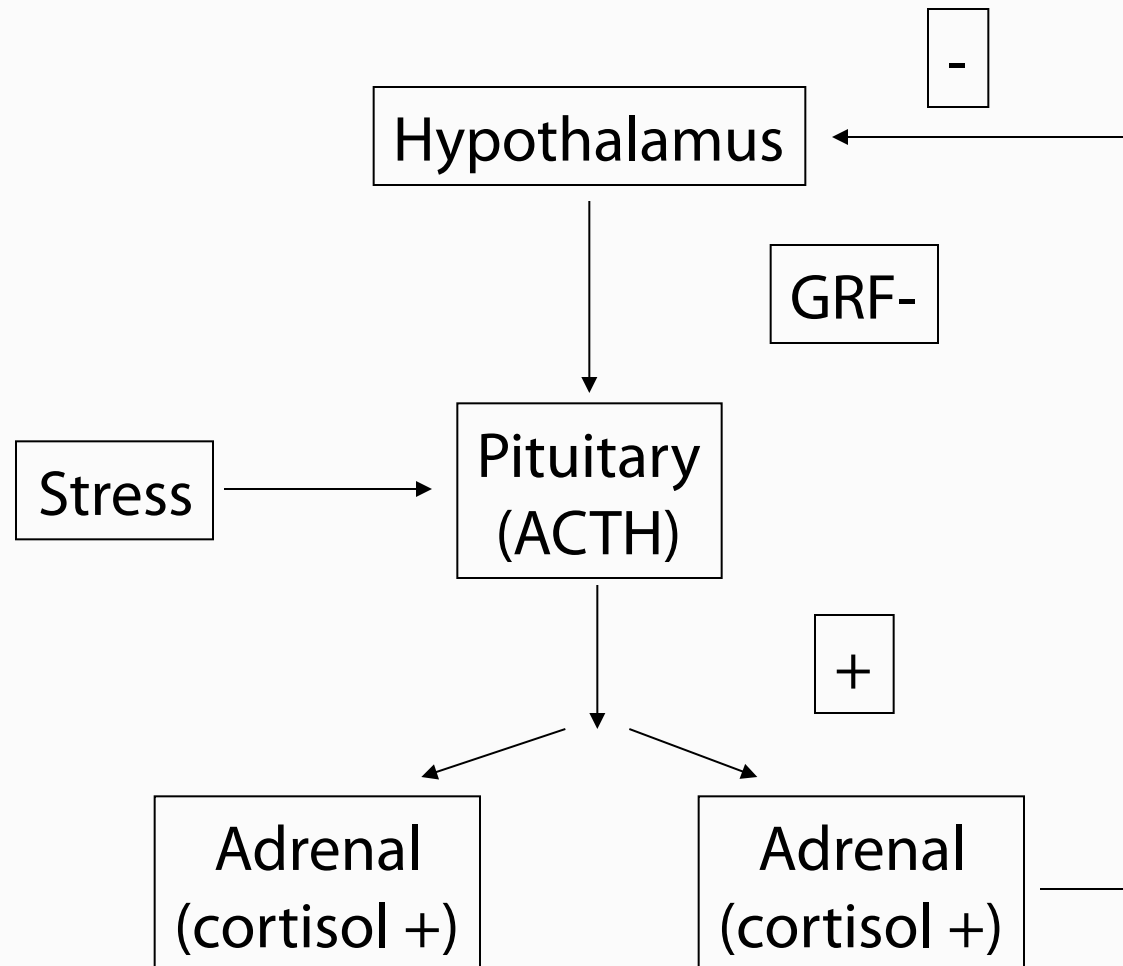 -
Hypothalamus
GRF-
Stress
Pituitary
(ACTH)
+
Adrenal
(cortisol +)
Adrenal
(cortisol +)